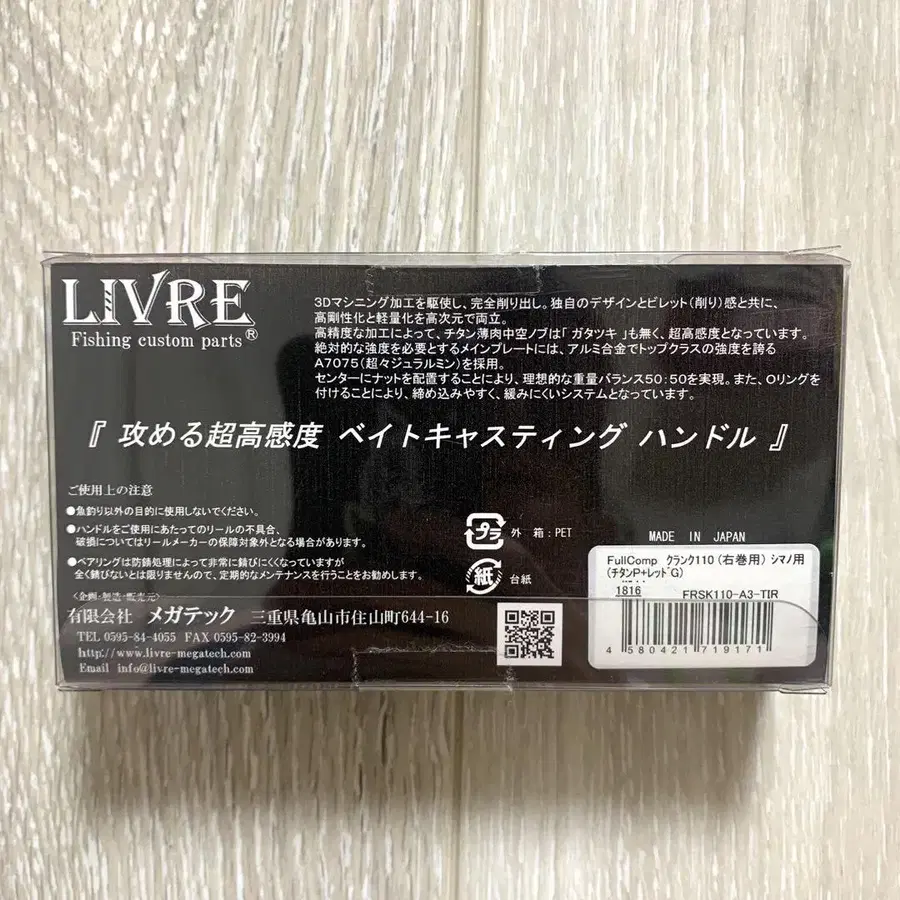 LIVRE
Fishing custom parts®
3Dマシニング加工を駆使し、完全削り出し。独自のデザインとビレット(削り)感と共に、
高剛性化と軽量化を高次元で両立。
高精度な加工によって、チタン薄肉中空ノブは「ガタツキ」も無く、超高感度となっています。
絶対的な強度を必要とするメインプレートには、アルミ合金でトップクラスの強度を誇る
A7075(超々ジュラルミン)を採用。
センターにナットを配置することにより、理想的な重量バランス50:50を実現。また、Oリングを
付けることにより、締め込みやすく、緩みにくいシステムとなっています。
『 攻める超高感度 ベイトキャスティング ハンドル 』
ご使用上の注意
●魚釣り以外の目的に使用しないでください。
●ハンドルをご使用にあたってのリールの不具合、
破損についてはリールメーカーの保障対象外となる場合があります。
●ベアリングは防錆処理によって非常に錆びにくくなっていますが
全く錆びないとは限りませんので、定期的なメンテナンスを行うことをお勧めします。
プラ 外 箱:PET
紙 台紙
MADE IN JAPAN
FullComp クランク110(右巻用)シマノ用
(チタンP+レッドG)
1816
FRSK110-A3-TIR
4 580421 719171
<企画・製造・販売元>
有限会社 メガテック 三重県亀山市住山町644-16
TEL 0595-84-4055 FAX 0595-82-3994
http://www.livre-megatech.com
Email info@livre-megatech.com